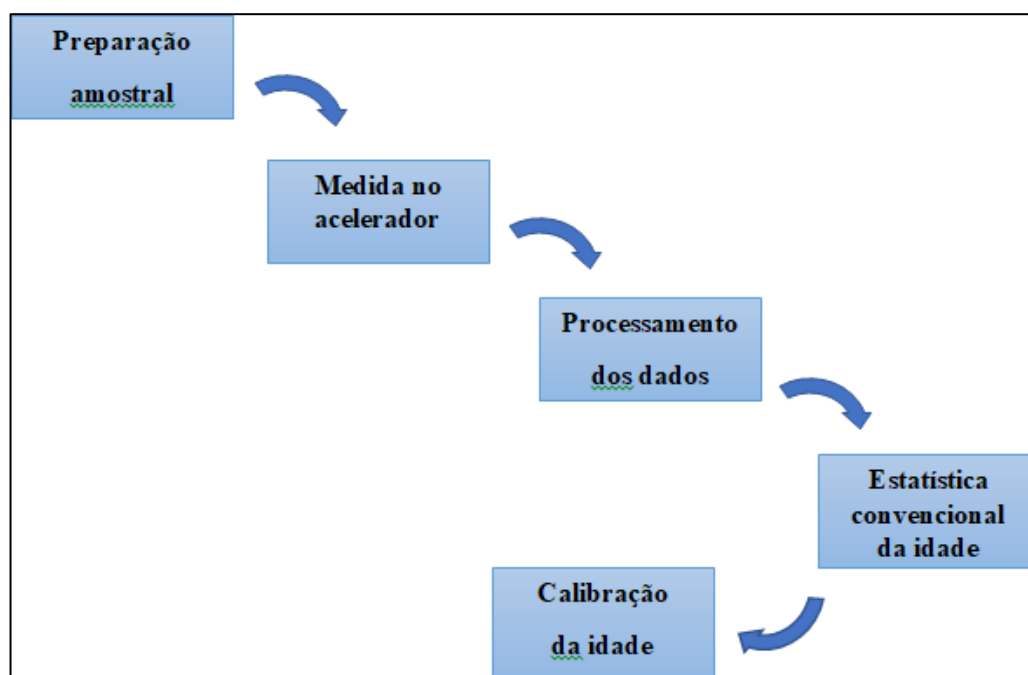 Preparação
amostral
Medida no
acelerador
Processamento
dos dados
Estatística
convencional
da idade
Calibração
da idade